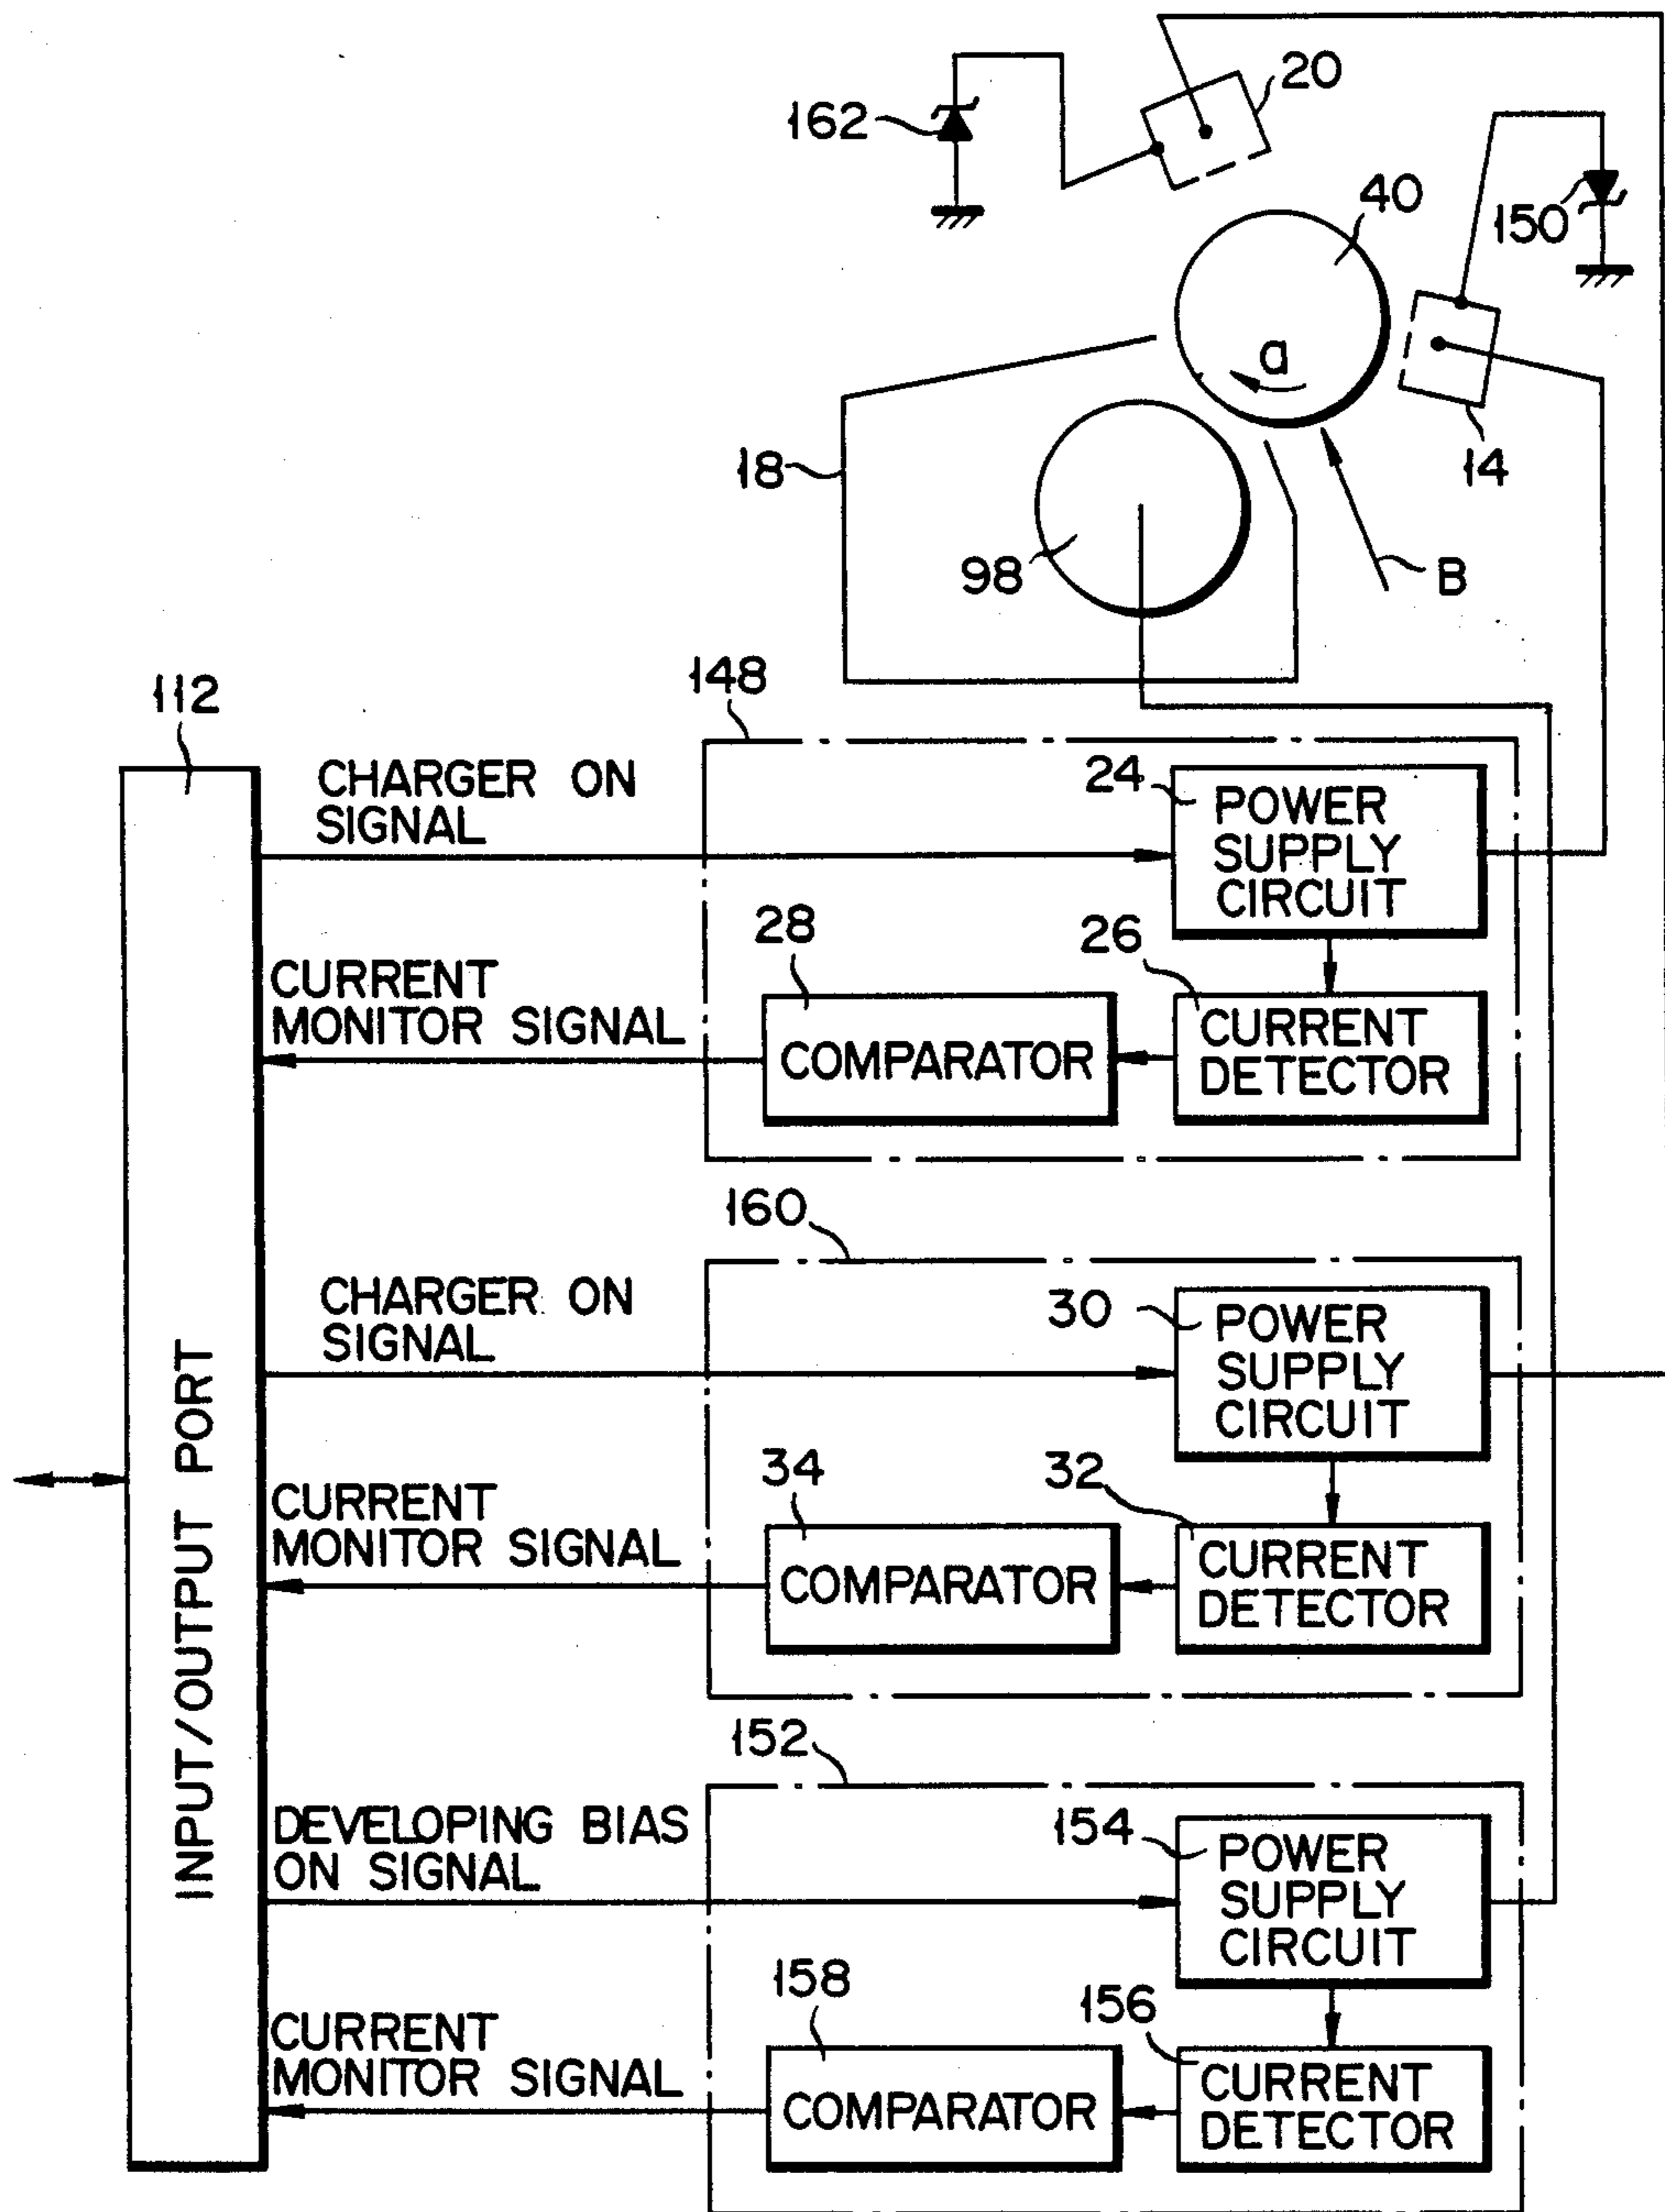 20
162
40
150
a
18
14
98
B
148
112
CHARGER ON
SIGNAL
24
POWER
SUPPLY
CIRCUIT
28
26
CURRENT
MONITOR SIGNAL
COMPARATOR
CURRENT
DETECTOR
160
CHARGER ON
SIGNAL
30
POWER
SUPPLY
CIRCUIT
INPUT/OUTPUT PORT
34
32
CURRENT
MONITOR SIGNAL
COMPARATOR
CURRENT
DETECTOR
152
DEVELOPING BIAS
ON SIGNAL
154
POWER
SUPPLY
CIRCUIT
158
156
CURRENT
MONITOR SIGNAL
COMPARATOR
CURRENT
DETECTOR